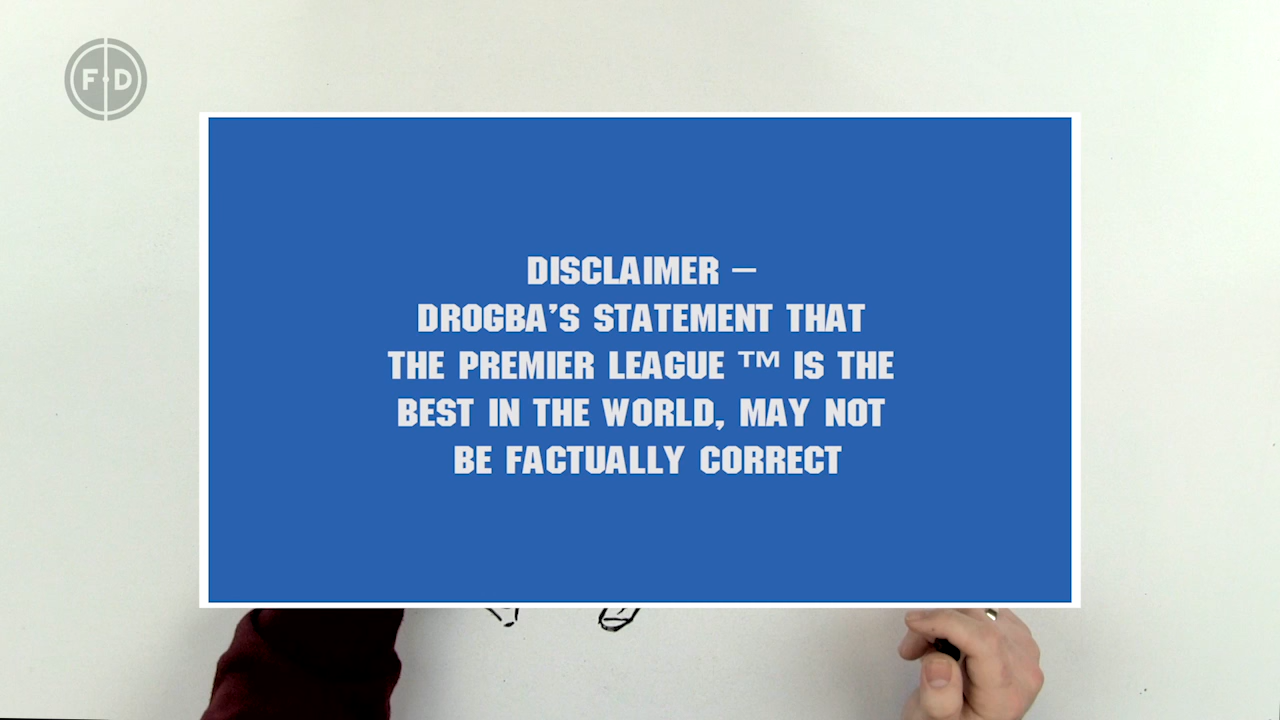 F D
DISCLAIMER –
DROGBA'S STATEMENT THAT
THE PREMIER LEAGUE ™ IS THE
BEST IN THE WORLD, MAY NOT
BE FACTUALLY CORRECT